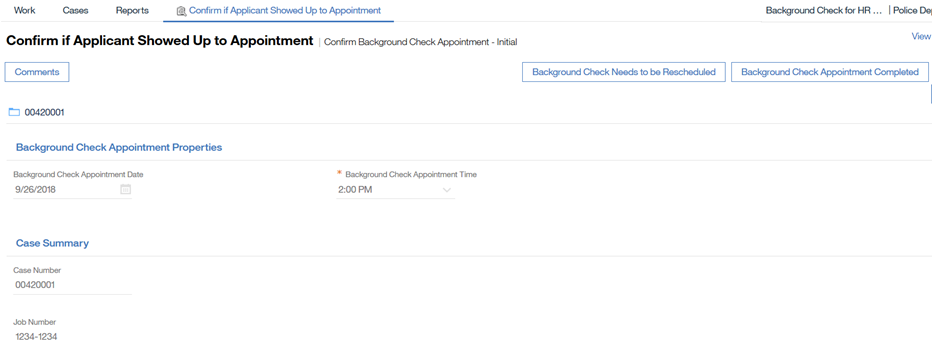 Work Cases Reports Confirm if Applicant Showed Up to Appointment Background Check for HR ... | Police De
Confirm if Applicant Showed Up to Appointment | Confirm Background Check Appointment - Initial View
Comments Background Check Needs to be Rescheduled Background Check Appointment Completed
00420001
Background Check Appointment Properties
Background Check Appointment Date * Background Check Appointment Time
9/26/2018 2:00 PM
Case Summary
Case Number
00420001
Job Number
1234-1234